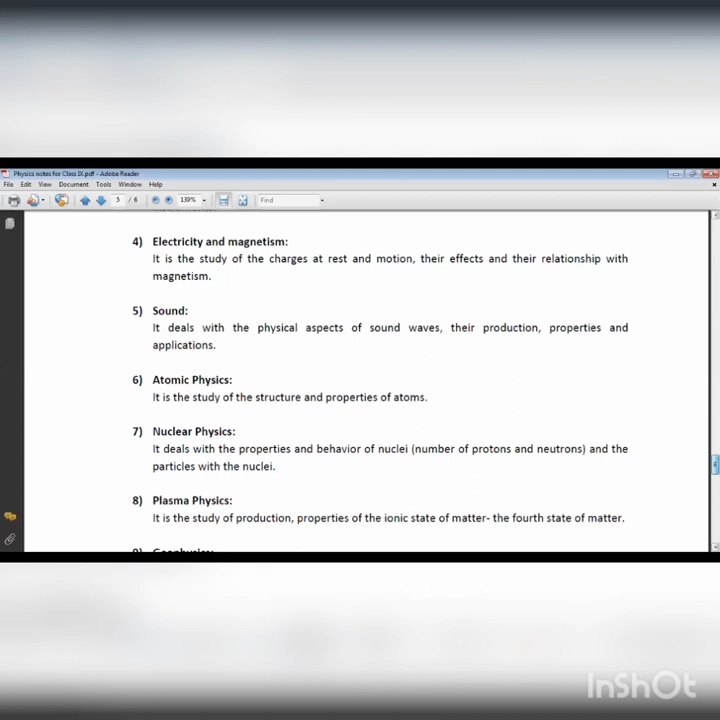 Physics notes for Class IX.pdf - Adobe Reader
File Edit View Document Tools Window Help
5 / 6 139% Find
4) Electricity and magnetism:
It is the study of the charges at rest and motion, their effects and their relationship with
magnetism.
5) Sound:
It deals with the physical aspects of sound waves, their production, properties and
applications.
6) Atomic Physics:
It is the study of the structure and properties of atoms.
7) Nuclear Physics:
It deals with the properties and behavior of nuclei (number of protons and neutrons) and the
particles with the nuclei.
8) Plasma Physics:
It is the study of production, properties of the ionic state of matter- the fourth state of matter.
9) Geophysics:
InShOt